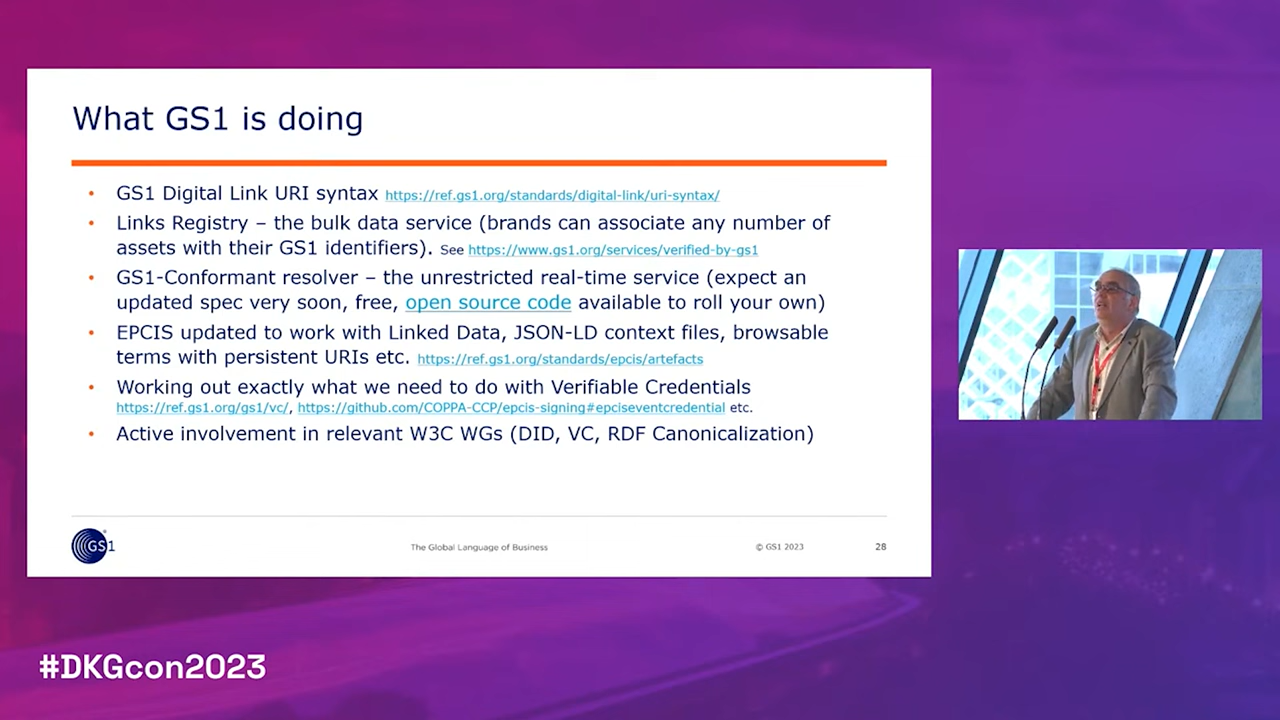 What GS1 is doing
• GS1 Digital Link URI syntax https://ref.gs1.org/standards/digital-link/uri-syntax/
• Links Registry – the bulk data service (brands can associate any number of
assets with their GS1 identifiers). See https://www.gs1.org/services/verified-by-gs1
• GS1-Conformant resolver – the unrestricted real-time service (expect an
updated spec very soon, free, open source code available to roll your own)
• EPCIS updated to work with Linked Data, JSON-LD context files, browsable
terms with persistent URIs etc. https://ref.gs1.org/standards/epcis/artefacts
• Working out exactly what we need to do with Verifiable Credentials
https://ref.gs1.org/gs1/vc/, https://github.com/COPPA-CCP/epcis-signing#epciseventcredential etc.
• Active involvement in relevant W3C WGs (DID, VC, RDF Canonicalization)
GS1
The Global Language of Business
© GS1 2023
28
#DKGcon2023